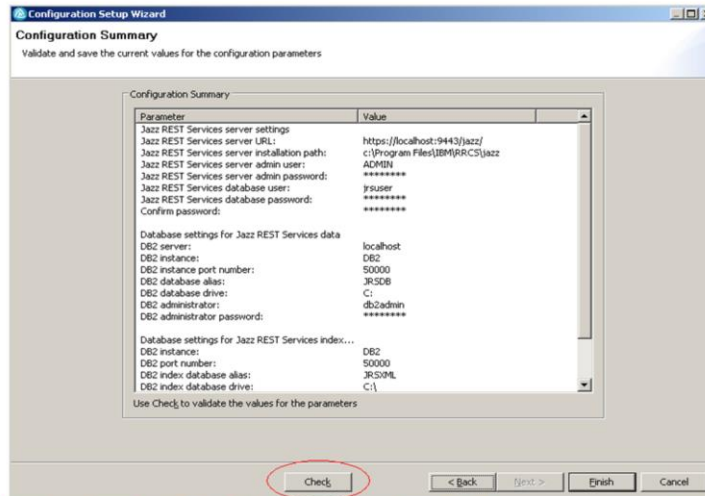 Configuration Setup Wizard
Configuration Summary
Validate and save the current values for the configuration parameters
Configuration Summary
Parameter Value
Jazz REST Services server settings
Jazz REST Services server URL: https://localhost:9443/jazz/
Jazz REST Services server installation path: c:\Program Files\IBM\RRCS\jazz
Jazz REST Services server admin user: ADMIN
Jazz REST Services server admin password: ********
Jazz REST Services database user: jrsuser
Jazz REST Services database password: ********
Confirm password: ********
Database settings for Jazz REST Services data
DB2 server: localhost
DB2 instance: DB2
DB2 instance port number: 50000
DB2 database alias: JRSDB
DB2 database drive: C:
DB2 administrator: db2admin
DB2 administrator password: ********
Database settings for Jazz REST Services index...
DB2 instance: DB2
DB2 port number: 50000
DB2 index database alias: JRSXML
DB2 index database drive: C:\
Use Check to validate the values for the parameters
Check < Back Next > Finish Cancel